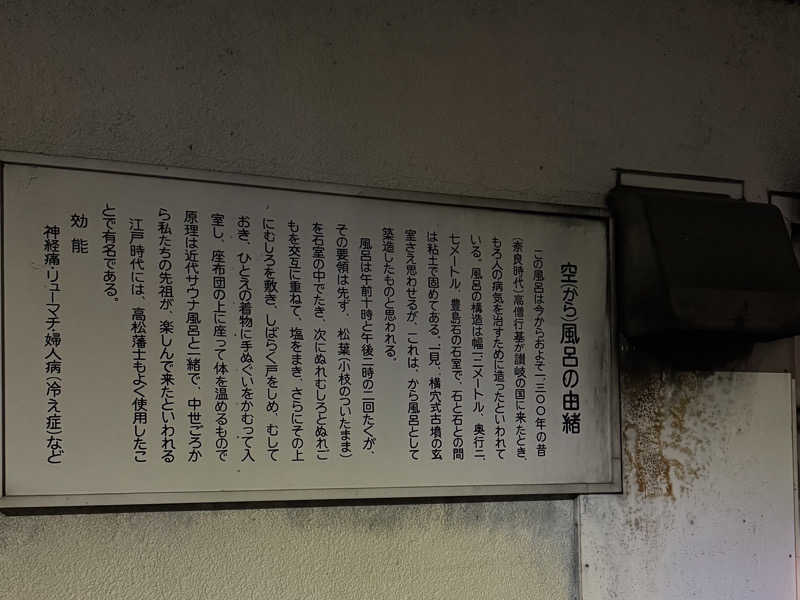 空(から)風呂の由緒
この風呂は今からおよそ一三〇〇年の昔
(奈良時代)高僧行基が讃岐の国に来たとき、
もろ人の病気を治すために造ったといわれて
いる。風呂の構造は幅二メートル、奥行二、
七メートル、豊島石の石室で、石と石との間
は粘土で固めてある、一見、横穴式古墳の玄
室さえ思わせるが、これは、から風呂として
築造したものと思われる。
風呂は午前十時と午後二時の二回たくが、
その要領は先ず、松葉(小枝のついたまま)
を石室の中でたき、次にぬれむしろとぬれご
もを交互に重ねて、塩をまき、さらにその上
にむしろを敷き、しばらく戸をしめ、むして
おき、ひとえの着物に手ぬぐいをかむって入
室し、座布団の上に座って体を温めるもので
原理は近代サウナ風呂と一緒で、中世ごろか
ら私たちの先祖が、楽しんで来たといわれる
江戸時代には、高松藩士もよく使用したこ
とで有名である。
効能
神経痛・リューマチ・婦人病(冷え症)など